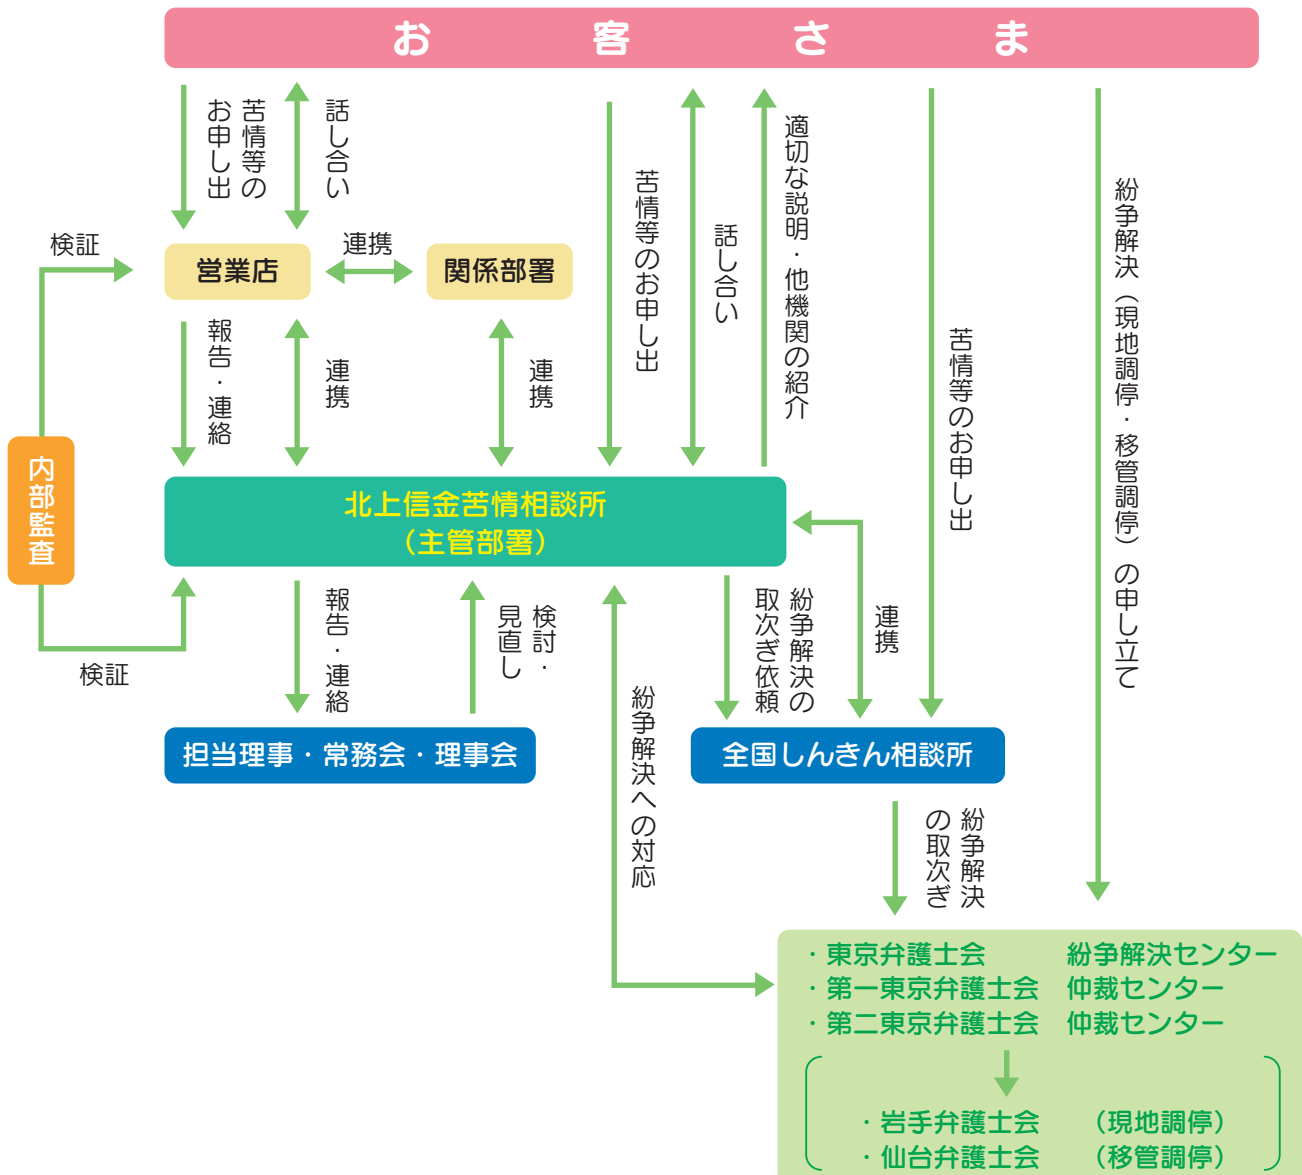 お客さま
苦情等の
お申し出
話し合い
苦情等のお申し出
話し合い
適切な説明・他機関の紹介
苦情等のお申し出
紛争解決（現地調停・移管調停）の申し立て
検証
営業店
連携
関係部署
報告・連絡
連携
連携
内部監査
北上信金苦情相談所
（主管部署）
検証
報告・連絡
検討・
見直し
紛争解決への対応
紛争解決の
取次ぎ依頼
連携
担当理事・常務会・理事会
全国しんきん相談所
紛争解決
の取次ぎ
・東京弁護士会　紛争解決センター
・第一東京弁護士会　仲裁センター
・第二東京弁護士会　仲裁センター
・岩手弁護士会　（現地調停）
・仙台弁護士会　（移管調停）